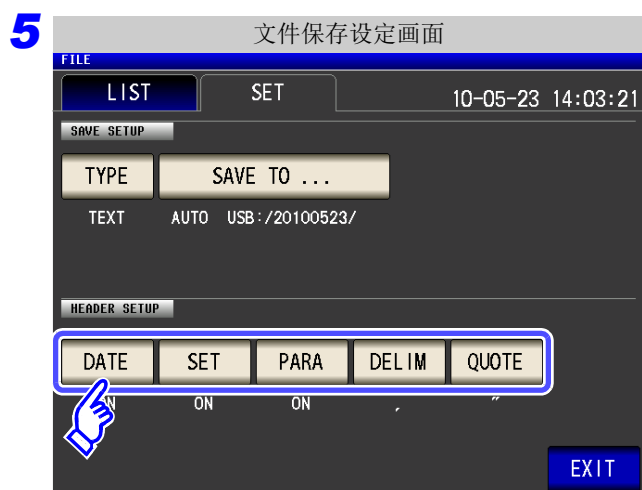 5
文件保存设定画面
FILE
LIST SET 10-05-23 14:03:21
SAVE SETUP
TYPE SAVE TO ...
TEXT AUTO USB:/20100523/
HEADER SETUP
DATE SET PARA DELIM QUOTE
ON ON , "
EXIT